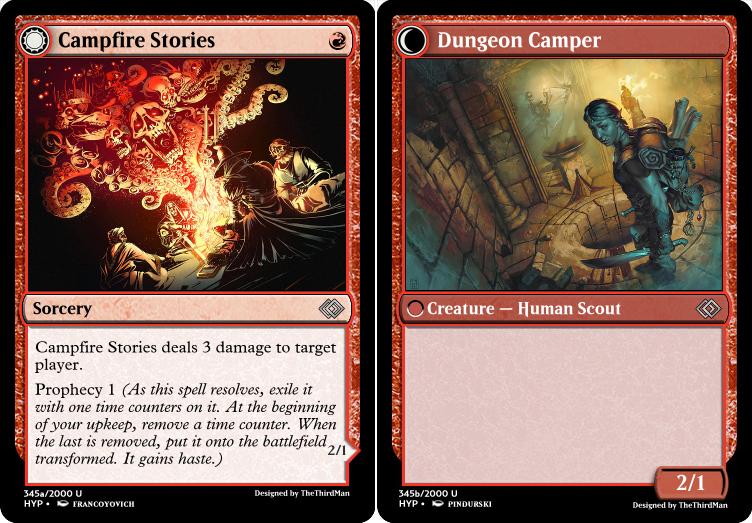 Campfire Stories
Sorcery
Campfire Stories deals 3 damage to target
player.
Prophecy 1 (As this spell resolves, exile it
with one time counters on it. At the beginning
of your upkeep, remove a time counter. When
the last is removed, put it onto the battlefield
transformed. It gains haste.)
2/1
345a/2000 U
HYP • FRANCOYOVICH
Designed by TheThirdMan
Dungeon Camper
Creature — Human Scout
2/1
345b/2000 U
HYP • PINDURSKI
Designed by TheThirdMan